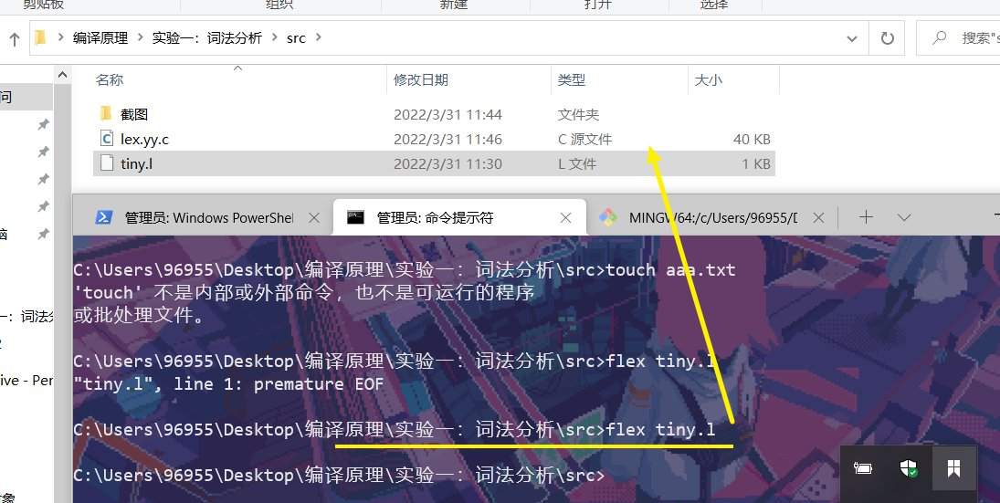 剪贴板 组织 新建 打开 选择
编译原理 实验一：词法分析 src 搜索"s
名称 修改日期 类型 大小
问
截图 2022/3/31 11:44 文件夹
lex.yy.c 2022/3/31 11:46 C 源文件 40 KB
tiny.l 2022/3/31 11:30 L 文件 1 KB
管理员: Windows PowerShel 管理员: 命令提示符 MINGW64:/c/Users/96955/D
脑
C:\Users\96955\Desktop\编译原理\实验一：词法分析\src>touch aaa.txt
'touch' 不是内部或外部命令，也不是可运行的程序
或批处理文件。
一：词法分
2
C:\Users\96955\Desktop\编译原理\实验一：词法分析\src>flex tiny.l
"tiny.l", line 1: premature EOF
ive - Per
C:\Users\96955\Desktop\编译原理\实验一：词法分析\src>flex tiny.l
C:\Users\96955\Desktop\编译原理\实验一：词法分析\src>
对象